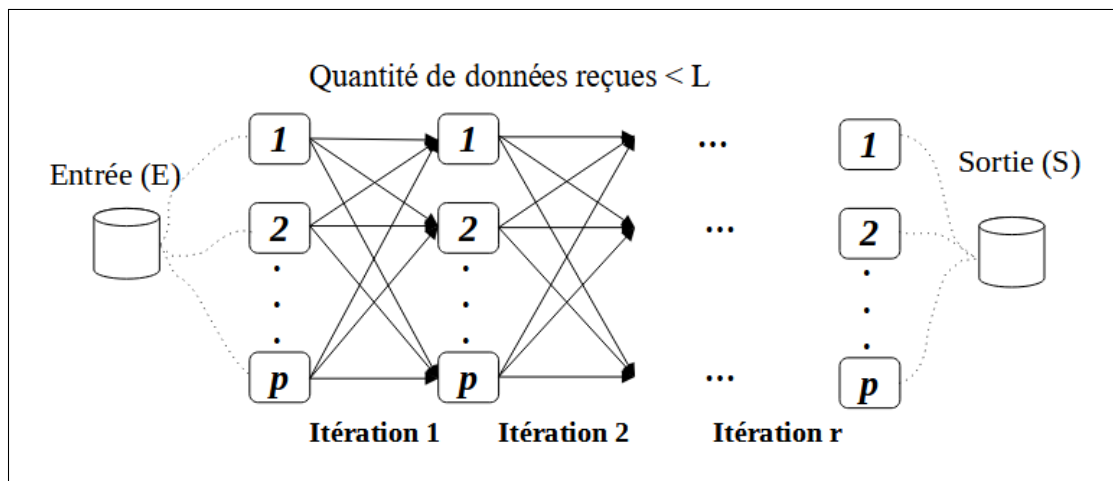 Quantité de données reçues < L
Entrée (E)
1
1
...
1
Sortie (S)
2
2
...
2
p
p
...
p
Itération 1
Itération 2
Itération r